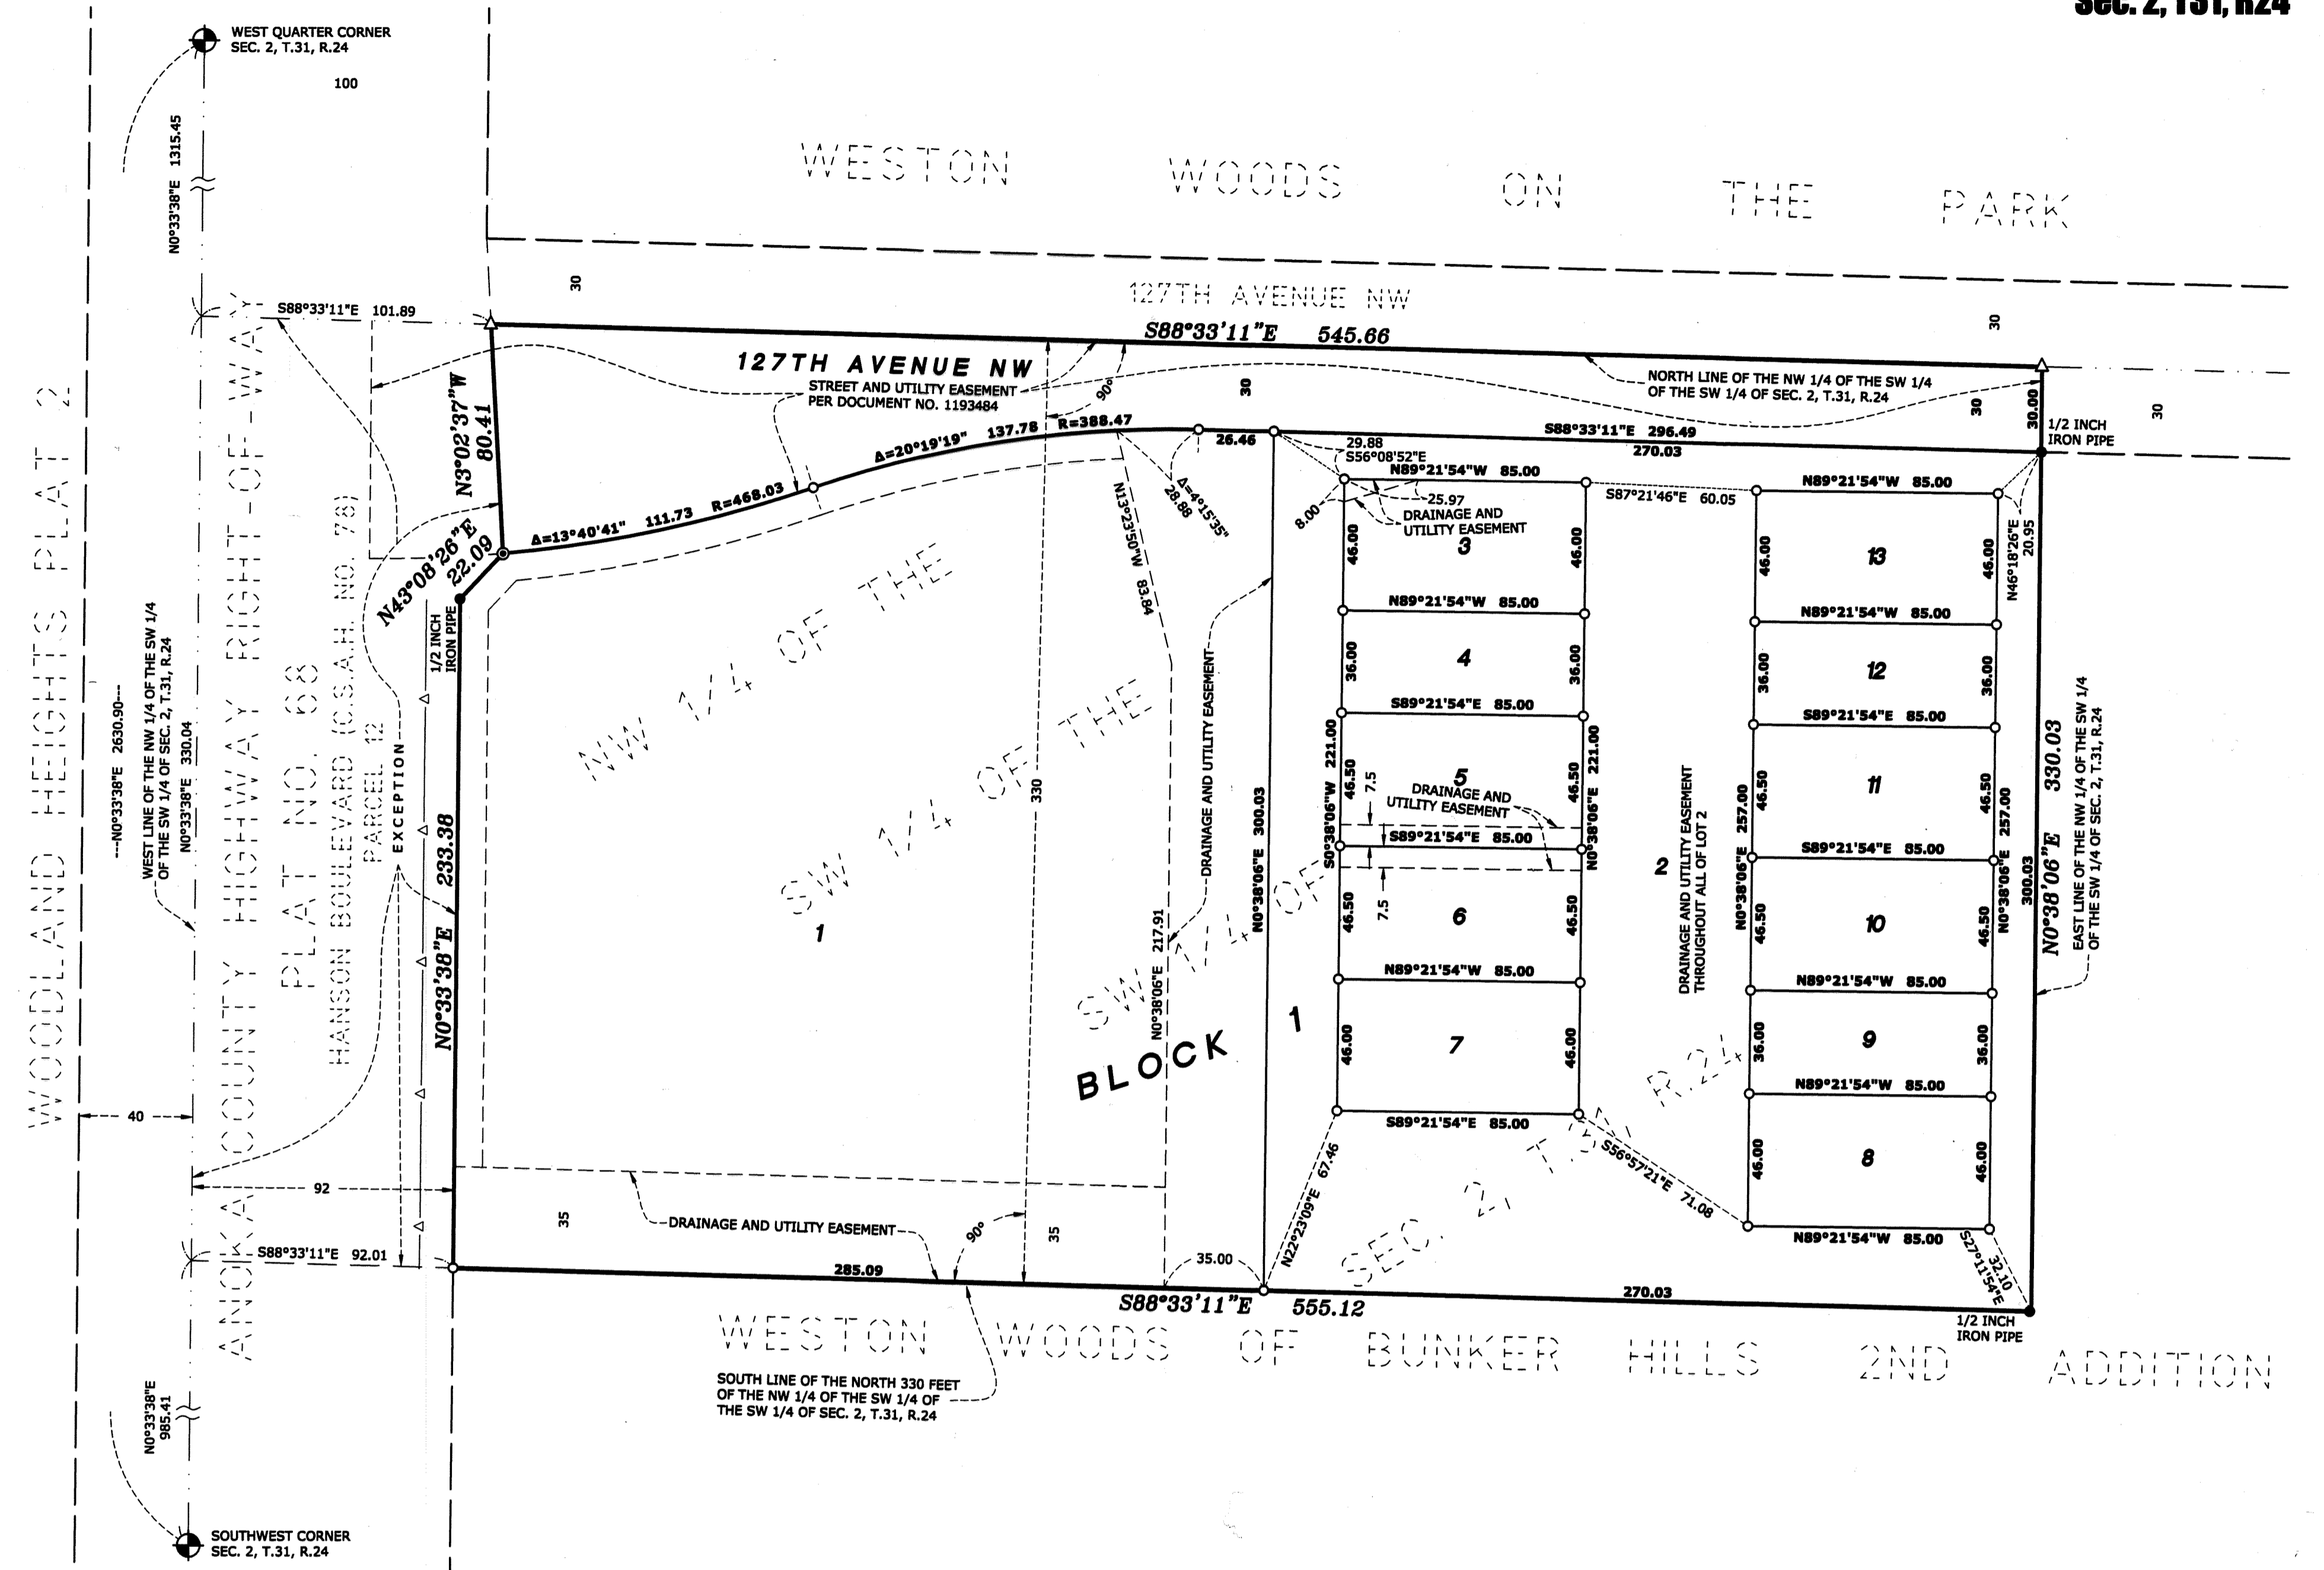 Sec. 2, T31, R24
WEST QUARTER CORNER
SEC. 2, T.31, R.24
100
N0°33'38"E 1315.45
WESTON WOODS ON THE PARK
30
127TH AVENUE NW
30
S88°33'11"E 101.89
S88°33'11"E 545.66
127TH AVENUE NW
STREET AND UTILITY EASEMENT
PER DOCUMENT NO. 1193484
90°
30
NORTH LINE OF THE NW 1/4 OF THE SW 1/4
OF THE SW 1/4 OF SEC. 2, T.31, R.24
30
30.00
30
1/2 INCH
IRON PIPE
N3°02'37"W
80.41
Δ=20°19'19" 137.78 R=388.47
26.46
29.88
S56°08'52"E
S88°33'11"E 296.49
270.03
Δ=13°40'41" 111.73 R=468.03
Δ=4°15'35"
28.88
N13°23'50"W 83.84
N43°08'26"E
22.09
1/2 INCH
IRON PIPE
N89°21'54"W 85.00
8.00
25.97
DRAINAGE AND
UTILITY EASEMENT
3
46.00
46.00
S87°21'46"E 60.05
N89°21'54"W 85.00
46.00
13
46.00
N46°18'26"E
20.95
N89°21'54"W 85.00
N89°21'54"W 85.00
36.00
4
36.00
36.00
12
36.00
S89°21'54"E 85.00
S89°21'54"E 85.00
S0°38'06"W 221.00
46.50
7.5
5
DRAINAGE AND
UTILITY EASEMENT
46.50
N0°38'06"E 221.00
46.50
11
46.50
S89°21'54"E 85.00
S89°21'54"E 85.00
7.5
46.50
6
46.50
2
DRAINAGE AND UTILITY EASEMENT
THROUGHOUT ALL OF LOT 2
N0°38'06"E 257.00
46.50
10
46.50
N0°38'06"E 257.00
300.03
N0°38'06"E 330.03
EAST LINE OF THE NW 1/4 OF THE SW 1/4
OF THE SW 1/4 OF SEC. 2, T.31, R.24
N89°21'54"W 85.00
N89°21'54"W 85.00
46.00
7
46.00
36.00
9
36.00
N89°21'54"W 85.00
S89°21'54"E 85.00
46.00
8
46.00
N89°21'54"W 85.00
N22°23'09"E 67.46
S56°57'21"E 71.08
S27°11'54"E
32.10
1/2 INCH
IRON PIPE
WOODLAND HEIGHTS PLAT 2
---N0°33'38"E 2630.90---
WEST LINE OF THE NW 1/4 OF THE SW 1/4
OF THE SW 1/4 OF SEC. 2, T.31, R.24
N0°33'38"E 330.04
ANOKA COUNTY HIGHWAY RIGHT-OF-WAY
PLAT NO. 68
HANSON BOULEVARD (C.S.A.H. NO. 78)
PARCEL 12
EXCEPTION
N0°33'38"E 233.38
NW 1/4 OF THE
SW 1/4 OF THE
SW 1/4 OF
SEC. 2, T.31, R.24
1
330
DRAINAGE AND UTILITY EASEMENT
N0°38'06"E 217.91
N0°38'06"E 300.03
BLOCK 1
40
92
S88°33'11"E 92.01
35
DRAINAGE AND UTILITY EASEMENT
90°
35
35.00
285.09
S88°33'11"E 555.12
270.03
WESTON WOODS OF BUNKER HILLS 2ND ADDITION
SOUTH LINE OF THE NORTH 330 FEET
OF THE NW 1/4 OF THE SW 1/4 OF
THE SW 1/4 OF SEC. 2, T.31, R.24
N0°33'38"E
985.41
SOUTHWEST CORNER
SEC. 2, T.31, R.24